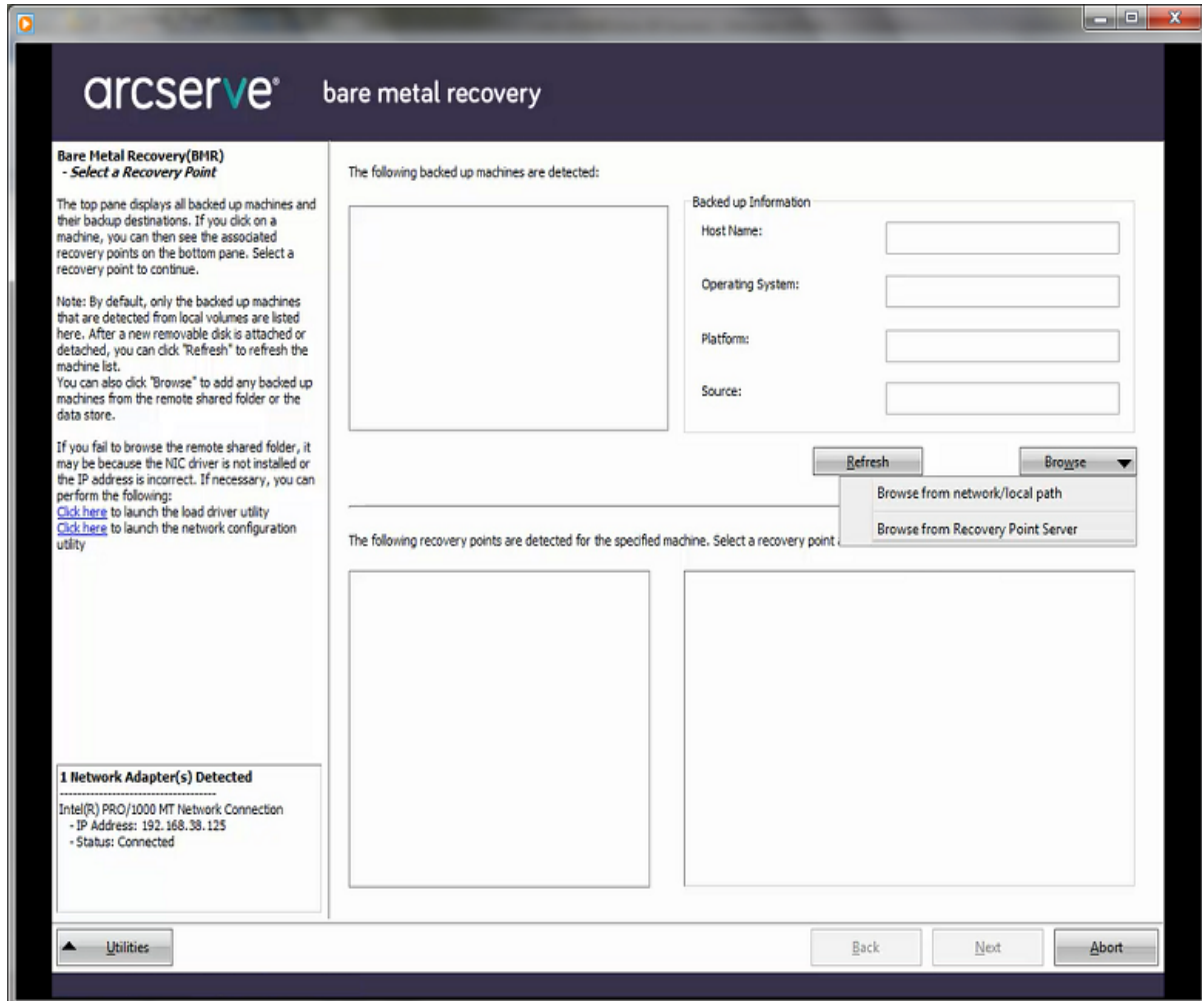 arcserve® bare metal recovery
Bare Metal Recovery(BMR)
- Select a Recovery Point
The top pane displays all backed up machines and
their backup destinations. If you click on a
machine, you can then see the associated
recovery points on the bottom pane. Select a
recovery point to continue.
Note: By default, only the backed up machines
that are detected from local volumes are listed
here. After a new removable disk is attached or
detached, you can click "Refresh" to refresh the
machine list.
You can also click "Browse" to add any backed up
machines from the remote shared folder or the
data store.
If you fail to browse the remote shared folder, it
may be because the NIC driver is not installed or
the IP address is incorrect. If necessary, you can
perform the following:
Click here to launch the load driver utility
Click here to launch the network configuration
utility
1 Network Adapter(s) Detected
Intel(R) PRO/1000 MT Network Connection
- IP Address: 192.168.38.125
- Status: Connected
The following backed up machines are detected:
Backed up Information
Host Name:
Operating System:
Platform:
Source:
Refresh
Browse
Browse from network/local path
Browse from Recovery Point Server
The following recovery points are detected for the specified machine. Select a recovery point
Utilities
Back
Next
Abort